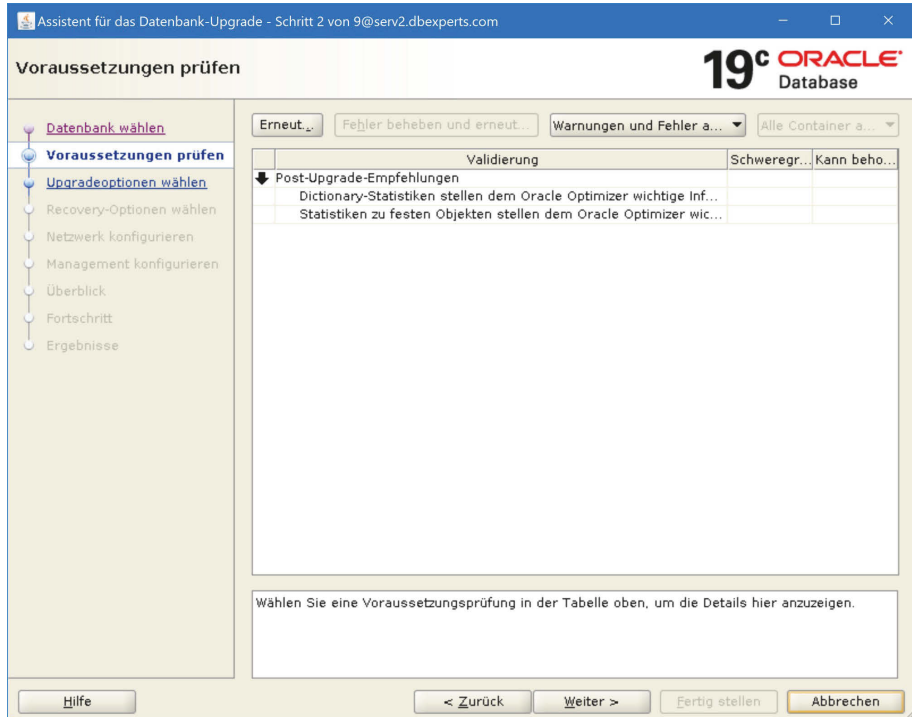 Assistent für das Datenbank-Upgrade - Schritt 2 von 9@serv2.dbexperts.com
Voraussetzungen prüfen
19c ORACLE
Database
Datenbank wählen
Voraussetzungen prüfen
Upgradeoptionen wählen
Recovery-Optionen wählen
Netzwerk konfigurieren
Management konfigurieren
Überblick
Fortschritt
Ergebnisse
Erneut... Fehler beheben und erneut... Warnungen und Fehler a... Alle Container a...
Validierung Schweregr... Kann beho...
Post-Upgrade-Empfehlungen
Dictionary-Statistiken stellen dem Oracle Optimizer wichtige Inf...
Statistiken zu festen Objekten stellen dem Oracle Optimizer wic...
Wählen Sie eine Voraussetzungsprüfung in der Tabelle oben, um die Details hier anzuzeigen.
Hilfe < Zurück Weiter > Fertig stellen Abbrechen